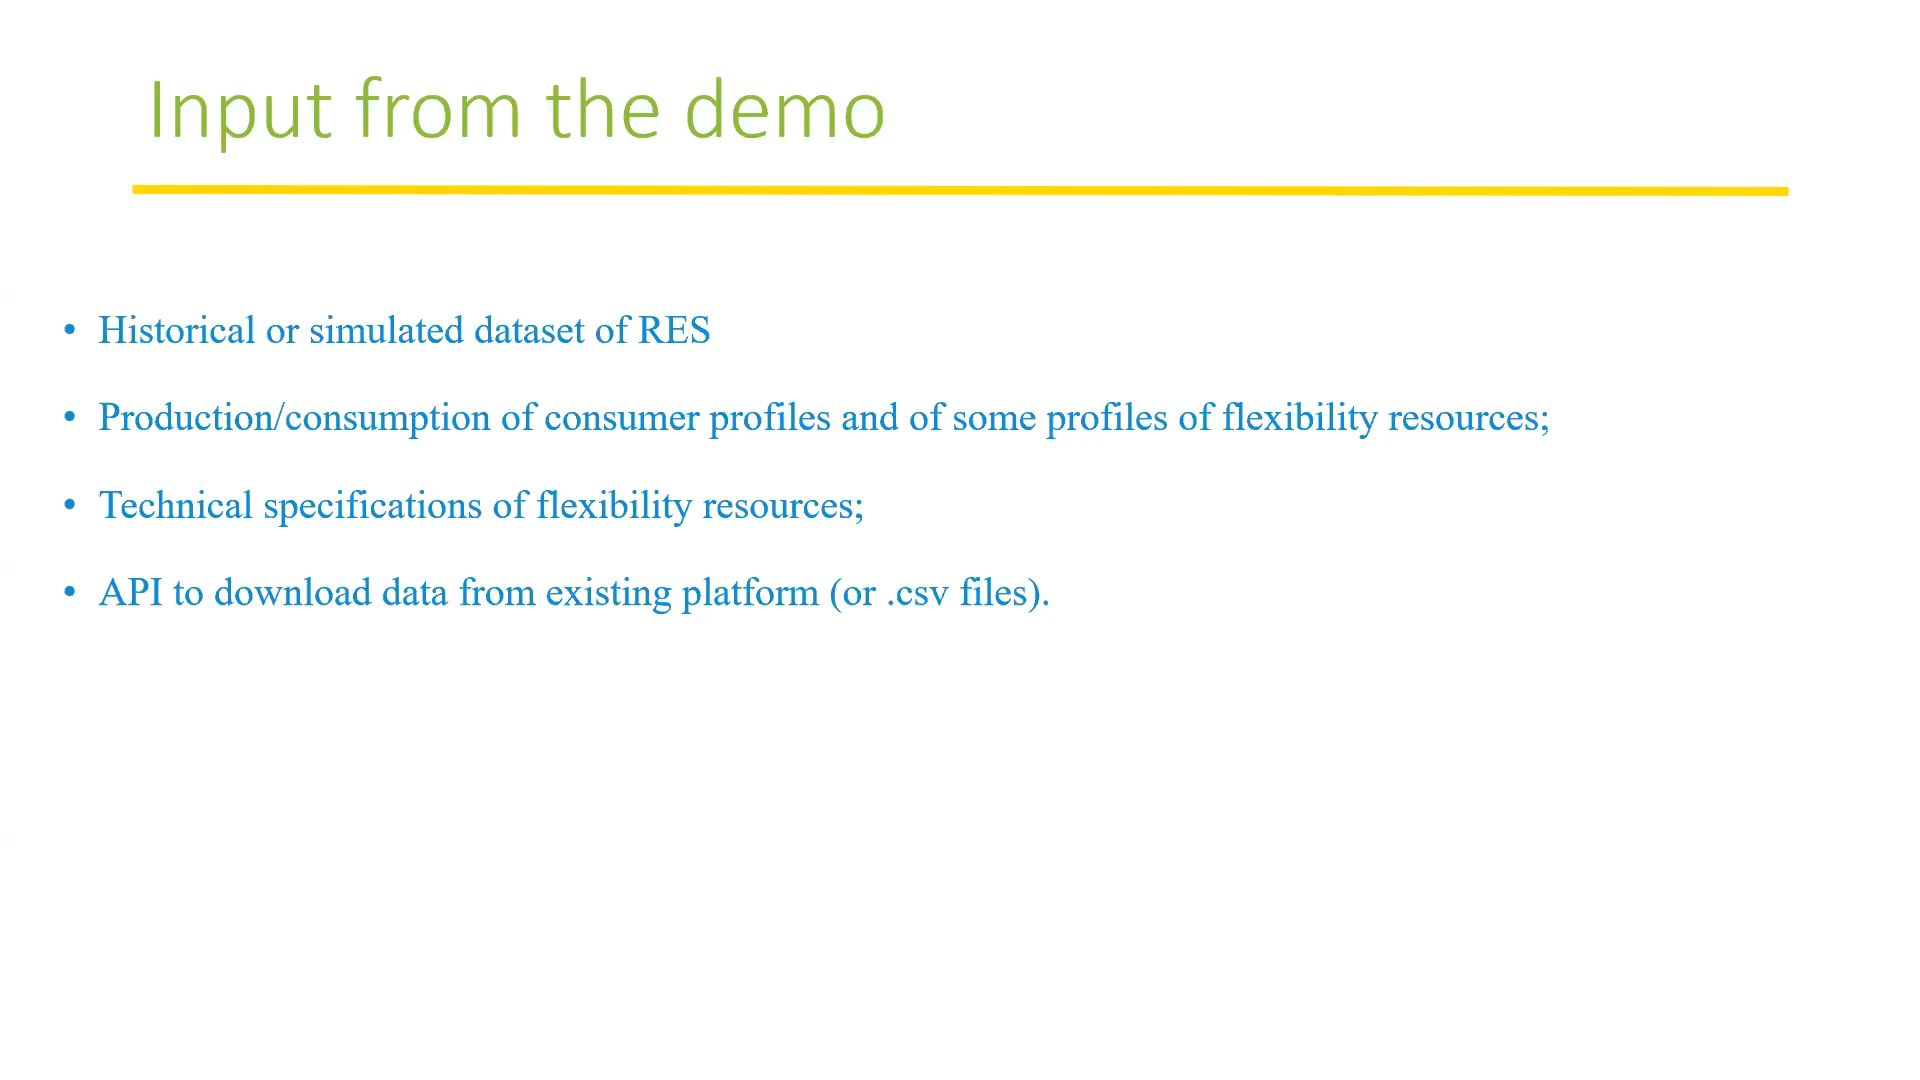 Input from the demo
• Historical or simulated dataset of RES
• Production/consumption of consumer profiles and of some profiles of flexibility resources;
• Technical specifications of flexibility resources;
• API to download data from existing platform (or .csv files).